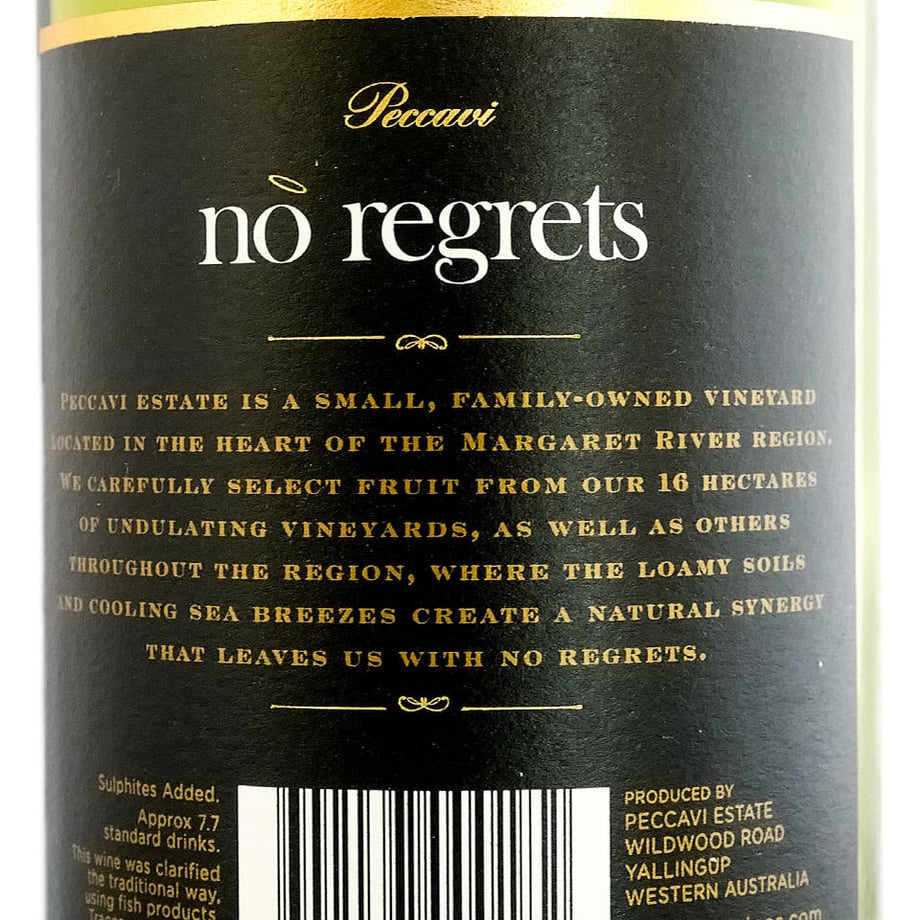 Peccavi
nò regrets
PECCAVI ESTATE IS A SMALL, FAMILY-OWNED VINEYARD
LOCATED IN THE HEART OF THE MARGARET RIVER REGION.
WE CAREFULLY SELECT FRUIT FROM OUR 16 HECTARES
OF UNDULATING VINEYARDS, AS WELL AS OTHERS
THROUGHOUT THE REGION, WHERE THE LOAMY SOILS
AND COOLING SEA BREEZES CREATE A NATURAL SYNERGY
THAT LEAVES US WITH NO REGRETS.
Sulphites Added.
Approx 7.7
standard drinks.
This wine was clarified
the traditional way,
using fish products
PRODUCED BY
PECCAVI ESTATE
WILDWOOD ROAD
YALLINGUP
WESTERN AUSTRALIA